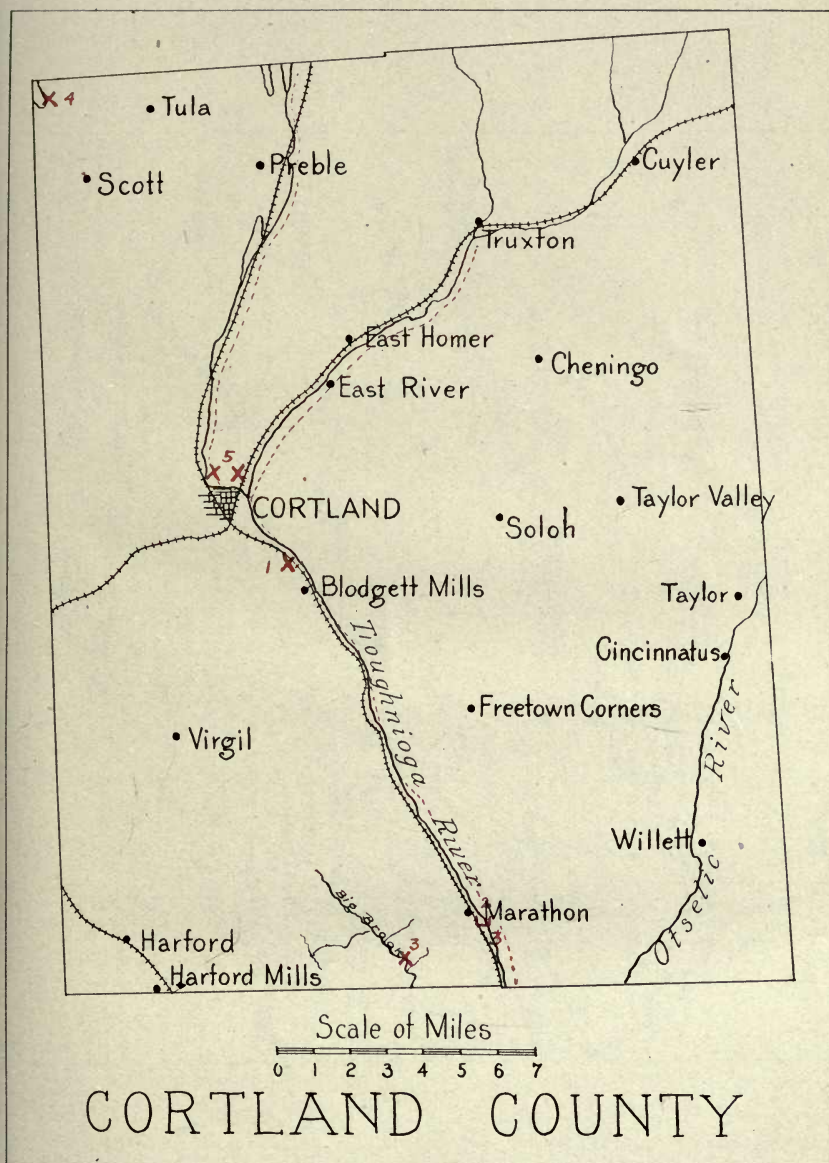 4
Tula
Scott
Preble
Cuyler
Truxton
East Homer
Cheningo
East River
5
CORTLAND
Taylor Valley
Soloh
1
Blodgett Mills
Taylor
Cincinnatus
Tioughnioga River
Freetown Corners
Virgil
Otselic River
Willett
Marathon
Big Brook
3
Harford
Harford Mills
Scale of Miles
0 1 2 3 4 5 6 7
CORTLAND COUNTY